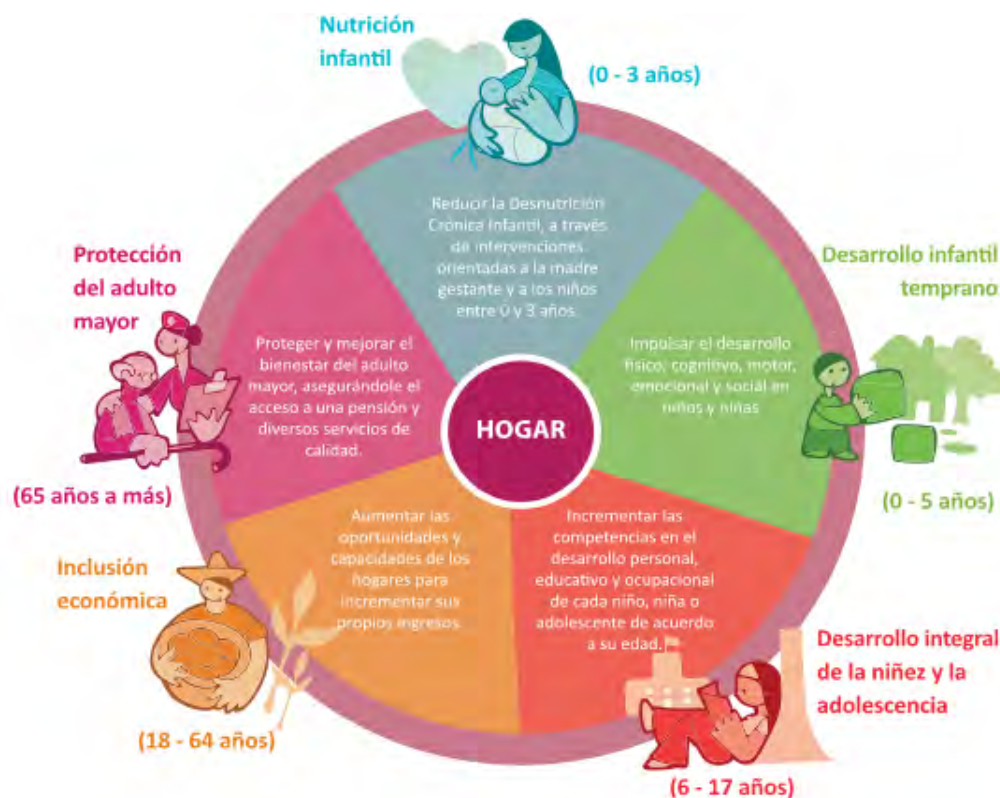 Nutrición
infantil
(0 - 3 años)
Reducir la Desnutrición
Crónica Infantil, a través
de intervenciones
orientadas a la madre
gestante y a los niños
entre 0 y 3 años.
Desarrollo infantil
temprano
Impulsar el desarrollo
físico, cognitivo, motor,
emocional y social en
niños y niñas
(0 - 5 años)
Desarrollo integral
de la niñez y la
adolescencia
Incrementar las
competencias en el
desarrollo personal,
educativo y ocupacional
de cada niño, niña o
adolescente de acuerdo
a su edad.
(6 - 17 años)
Inclusión
económica
Aumentar las
oportunidades y
capacidades de los
hogares para
incrementar sus
propios ingresos.
(18 - 64 años)
Protección
del adulto
mayor
Proteger y mejorar el
bienestar del adulto
mayor, asegurándole el
acceso a una pensión y
diversos servicios de
calidad.
(65 años a más)
HOGAR